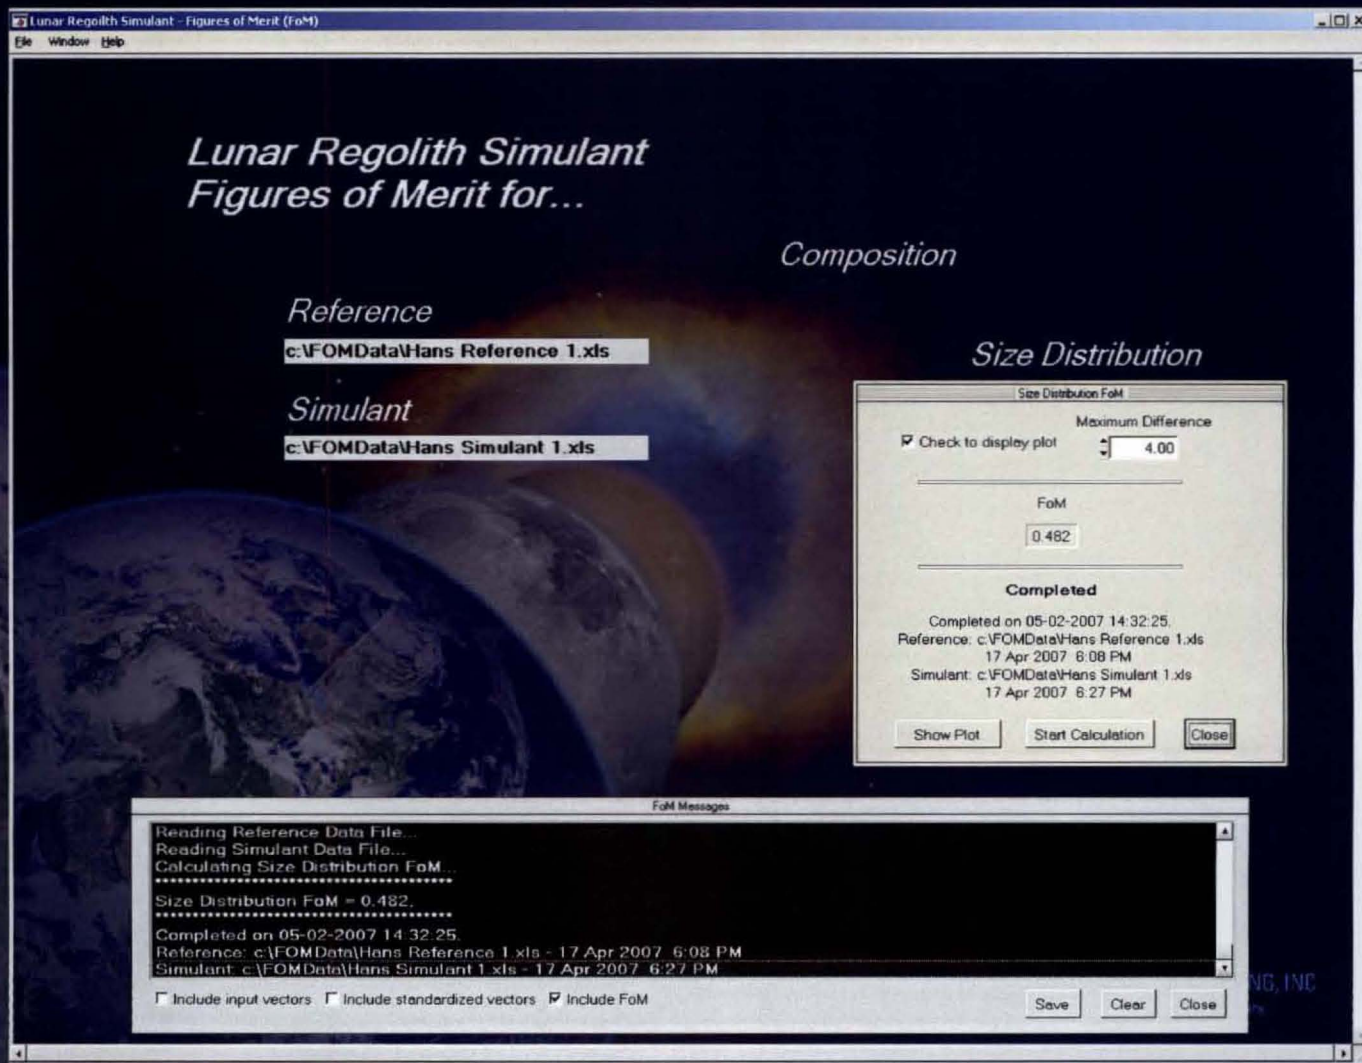 Lunar Regoilth Simulant - Figures of Merit (FoM)
File Window Help
Lunar Regolith Simulant
Figures of Merit for...
Composition
Reference
c:\FOMData\Hans Reference 1.xls
Size Distribution
Simulant
c:\FOMData\Hans Simulant 1.xls
Size Distribution FoM
Maximum Difference
Check to display plot
4.00
FoM
0.482
Completed
Completed on 05-02-2007 14:32:25.
Reference: c:\FOMData\Hans Reference 1.xls
17 Apr 2007 6:08 PM
Simulant: c:\FOMData\Hans Simulant 1.xls
17 Apr 2007 6:27 PM
Show Plot Start Calculation Close
FoM Messages
Reading Reference Data File...
Reading Simulant Data File...
Calculating Size Distribution FoM...
****************************************
Size Distribution FoM = 0.482.
****************************************
Completed on 05-02-2007 14:32:25.
Reference: c:\FOMData\Hans Reference 1.xls - 17 Apr 2007 6:08 PM
Simulant: c:\FOMData\Hans Simulant 1.xls - 17 Apr 2007 6:27 PM
Include input vectors Include standardized vectors Include FoM
Save Clear Close
NG, INC